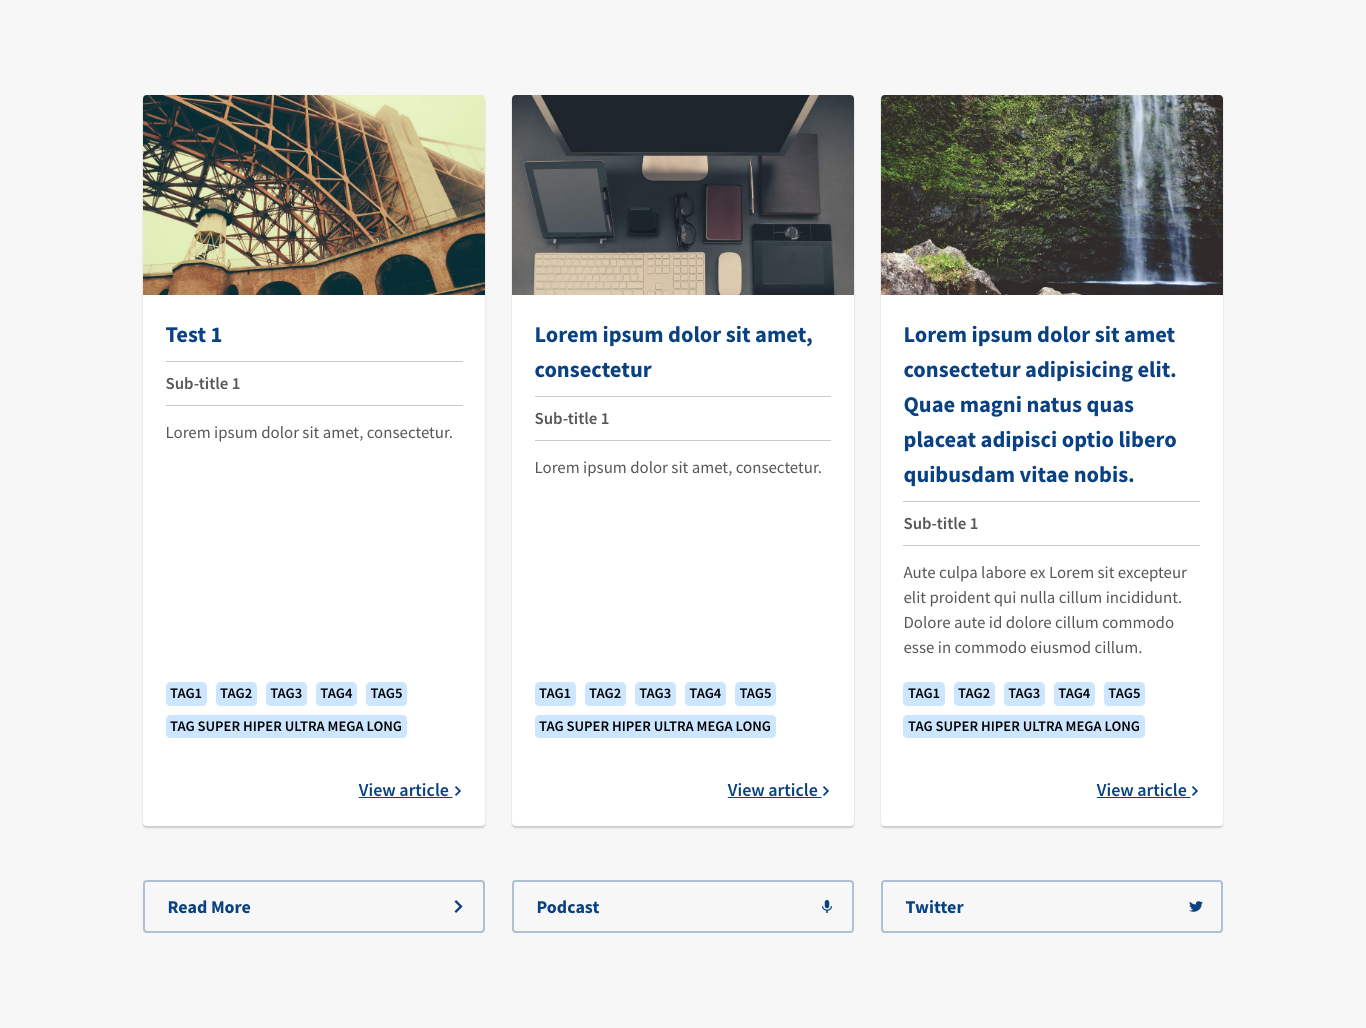 Test 1
Sub-title 1
Lorem ipsum dolor sit amet, consectetur.
TAG1 TAG2 TAG3 TAG4 TAG5
TAG SUPER HIPER ULTRA MEGA LONG
View article
Lorem ipsum dolor sit amet,
consectetur
Sub-title 1
Lorem ipsum dolor sit amet, consectetur.
TAG1 TAG2 TAG3 TAG4 TAG5
TAG SUPER HIPER ULTRA MEGA LONG
View article
Lorem ipsum dolor sit amet
consectetur adipisicing elit.
Quae magni natus quas
placeat adipisci optio libero
quibusdam vitae nobis.
Sub-title 1
Aute culpa labore ex Lorem sit excepteur
elit proident qui nulla cillum incididunt.
Dolore aute id dolore cillum commodo
esse in commodo eiusmod cillum.
TAG1 TAG2 TAG3 TAG4 TAG5
TAG SUPER HIPER ULTRA MEGA LONG
View article
Read More
Podcast
Twitter